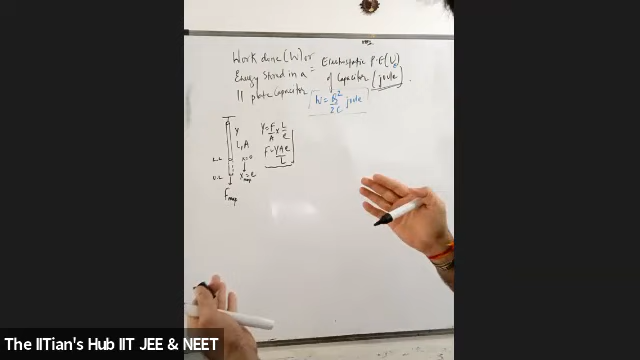 Work done (W) or
Energy stored in a = Electrostatic P.E (U)
|| plate Capacitor of Capacitor (joule)
W = Q²/2C joule
Y
L, A
Y = F/A × L/e
F = YAe/L
x=0
x = e
F max
The IITian's Hub IIT JEE & NEET